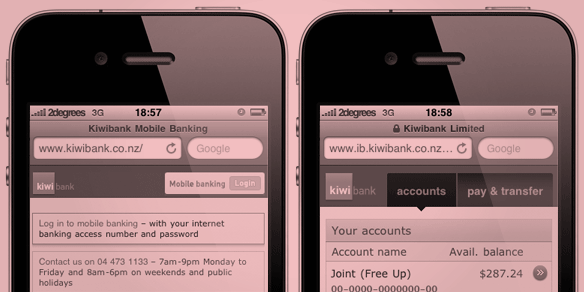 2degrees 3G 18:57
Kiwibank Mobile Banking
www.kiwibank.co.nz/
Google
kiwi bank
Mobile banking Login
Log in to mobile banking – with your internet
banking access number and password
Contact us on 04 473 1133 – 7am-9pm Monday to
Friday and 8am-6pm on weekends and public
holidays
2degrees 3G 18:58
Kiwibank Limited
www.ib.kiwibank.co.nz...
Google
kiwi bank
accounts
pay & transfer
Your accounts
Account name Avail. balance
Joint (Free Up) $287.24
00-0000-0000000-00